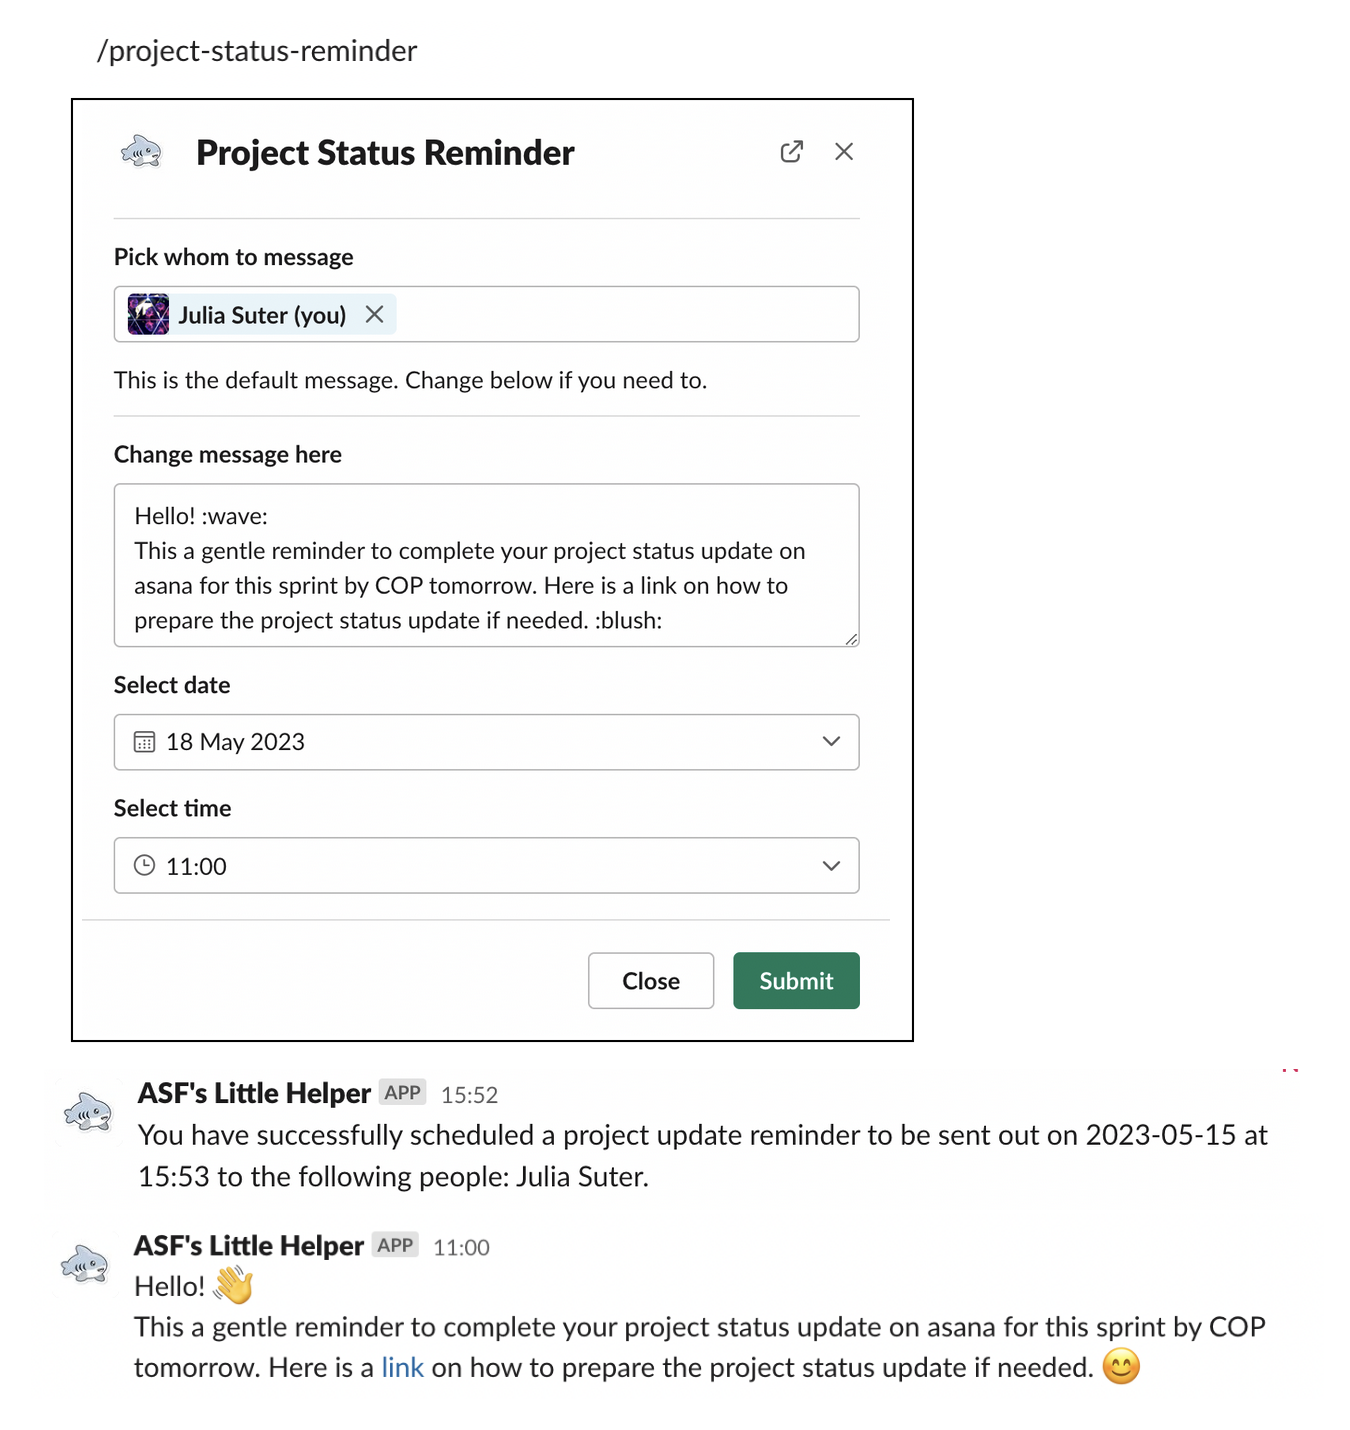 /project-status-reminder
Project Status Reminder
Pick whom to message
Julia Suter (you)
This is the default message. Change below if you need to.
Change message here
Hello! :wave:
This a gentle reminder to complete your project status update on
asana for this sprint by COP tomorrow. Here is a link on how to
prepare the project status update if needed. :blush:
Select date
18 May 2023
Select time
11:00
Close Submit
ASF's Little Helper APP 15:52
You have successfully scheduled a project update reminder to be sent out on 2023-05-15 at
15:53 to the following people: Julia Suter.
ASF's Little Helper APP 11:00
Hello! 👋
This a gentle reminder to complete your project status update on asana for this sprint by COP
tomorrow. Here is a link on how to prepare the project status update if needed. 😊